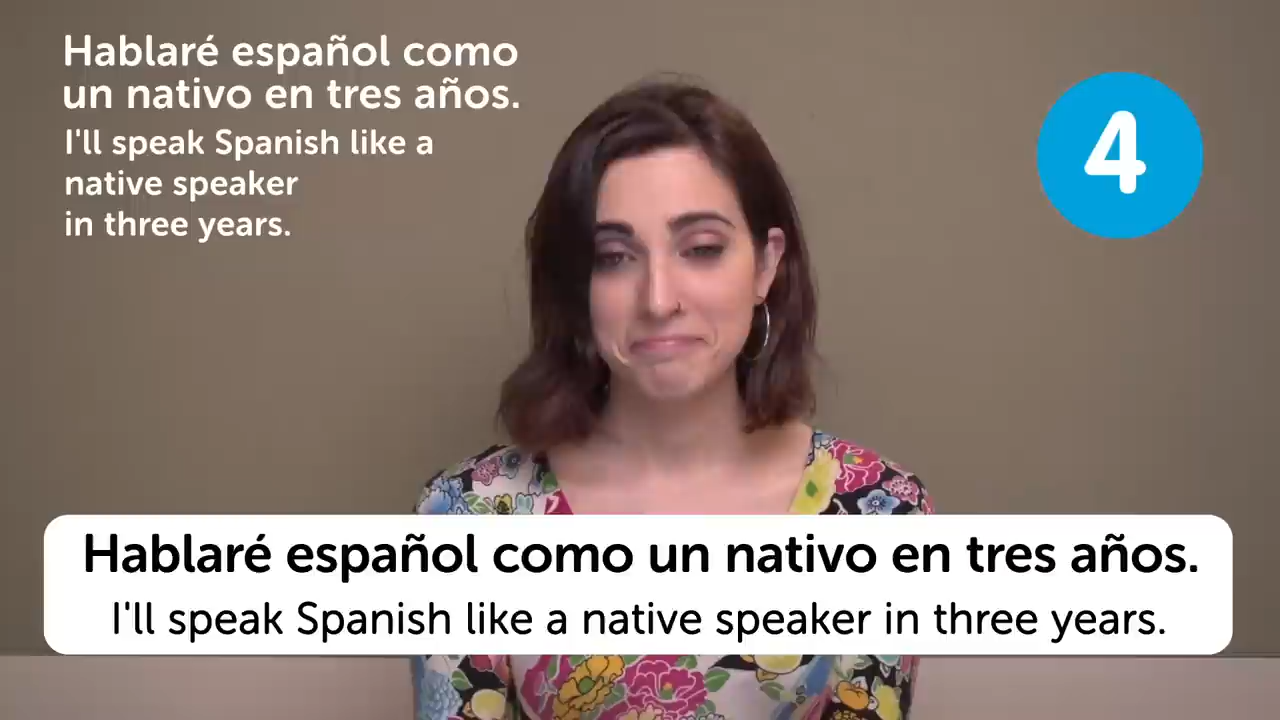 Hablaré español como
un nativo en tres años.
I'll speak Spanish like a
native speaker
in three years.
4
Hablaré español como un nativo en tres años.
I'll speak Spanish like a native speaker in three years.